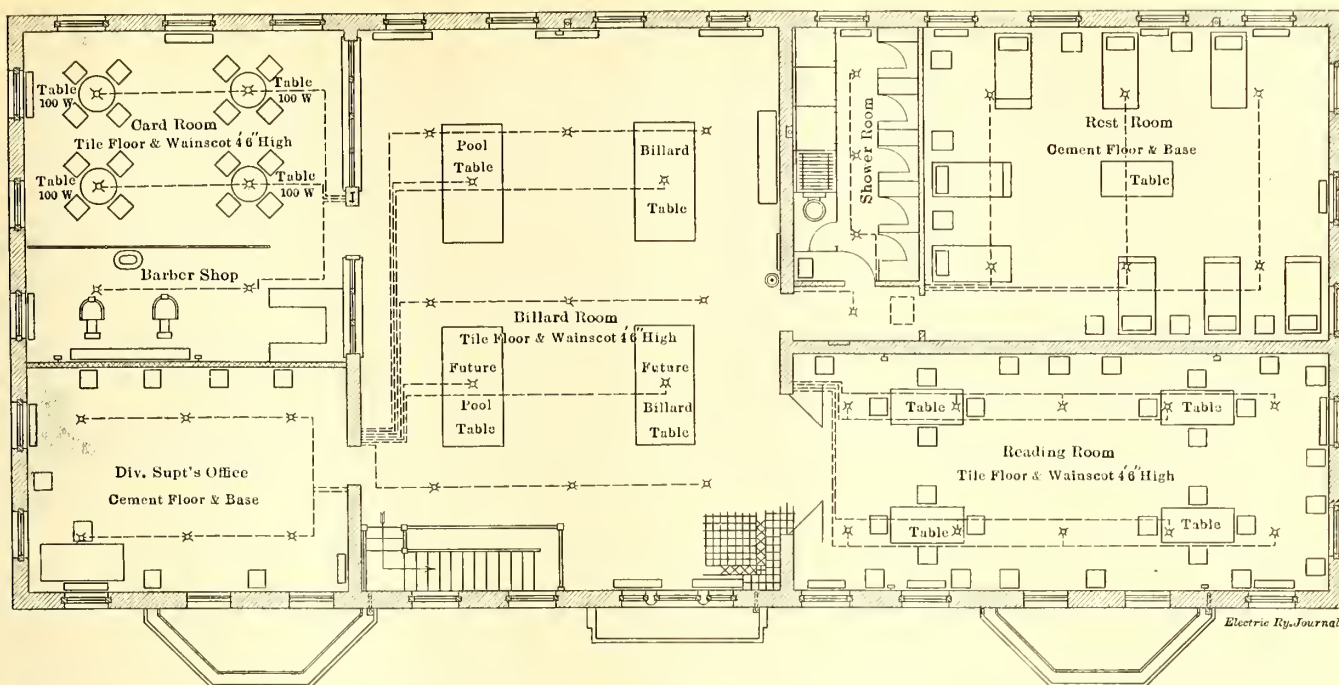 Table
100 W
Table
100 W
Card Room
Tile Floor & Wainscot 4'6" High
Table
100 W
Table
100 W
Barber Shop
Div. Supt's Office
Cement Floor & Base
Pool
Table
Billard
Table
Billard Room
Tile Floor & Wainscot 4'6" High
Future
Pool
Table
Future
Billard
Table
Shower Room
Rest Room
Cement Floor & Base
Table
Table
Table
Reading Room
Tile Floor & Wainscot 4'6" High
Table
Table
Electric Ry. Journal